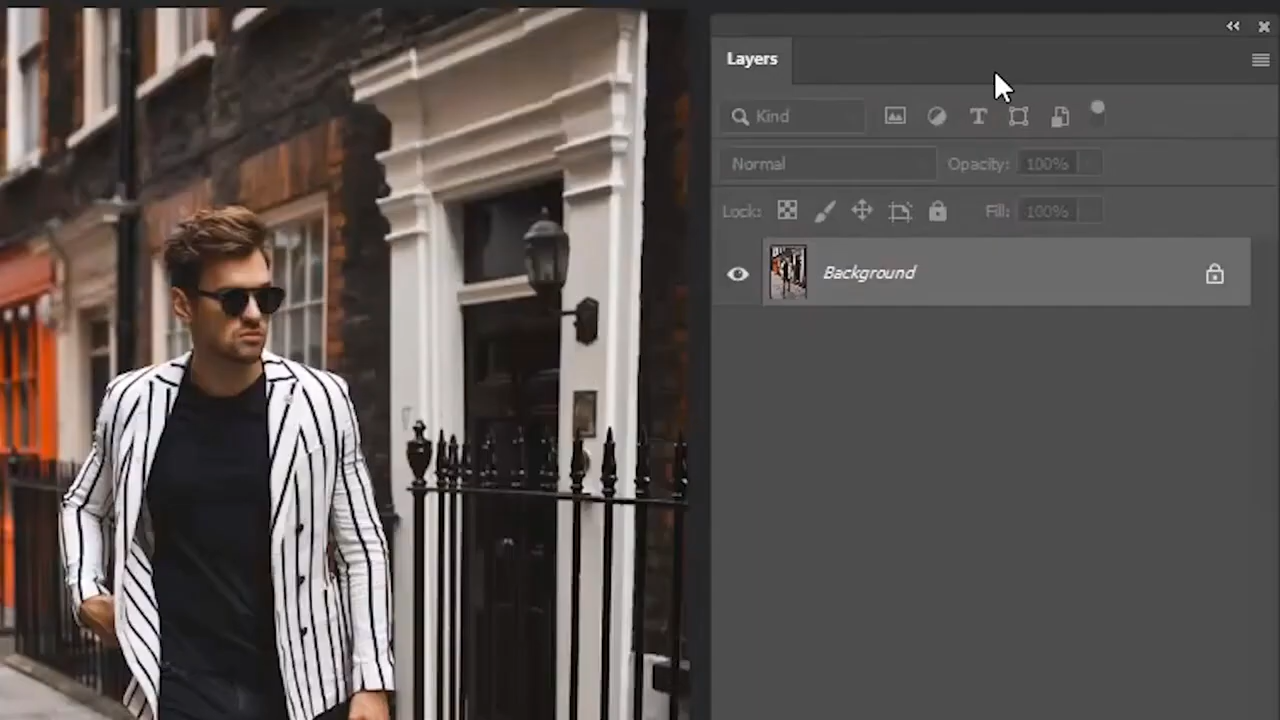 Layers
Kind
Normal Opacity: 100%
Lock: Fill: 100%
Background